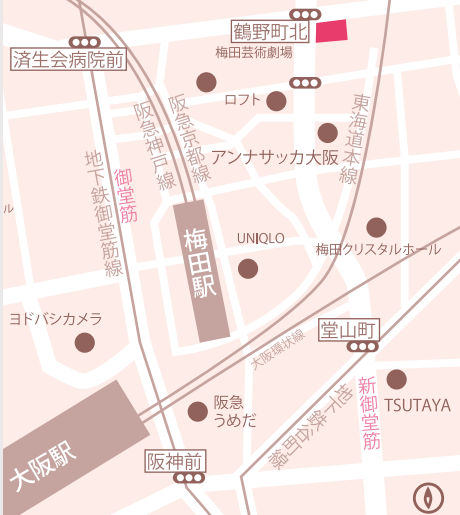 鶴野町北
済生会病院前
梅田芸術劇場
ロフト
阪急京都線
阪急神戸線
東海道本線
アンナサッカ大阪
地下鉄御堂筋線
御堂筋
ル
梅田駅
UNIQLO
梅田クリスタルホール
ヨドバシカメラ
堂山町
大阪環状線
阪急
うめだ
地下鉄谷町線
新御堂筋
TSUTAYA
大阪駅
阪神前